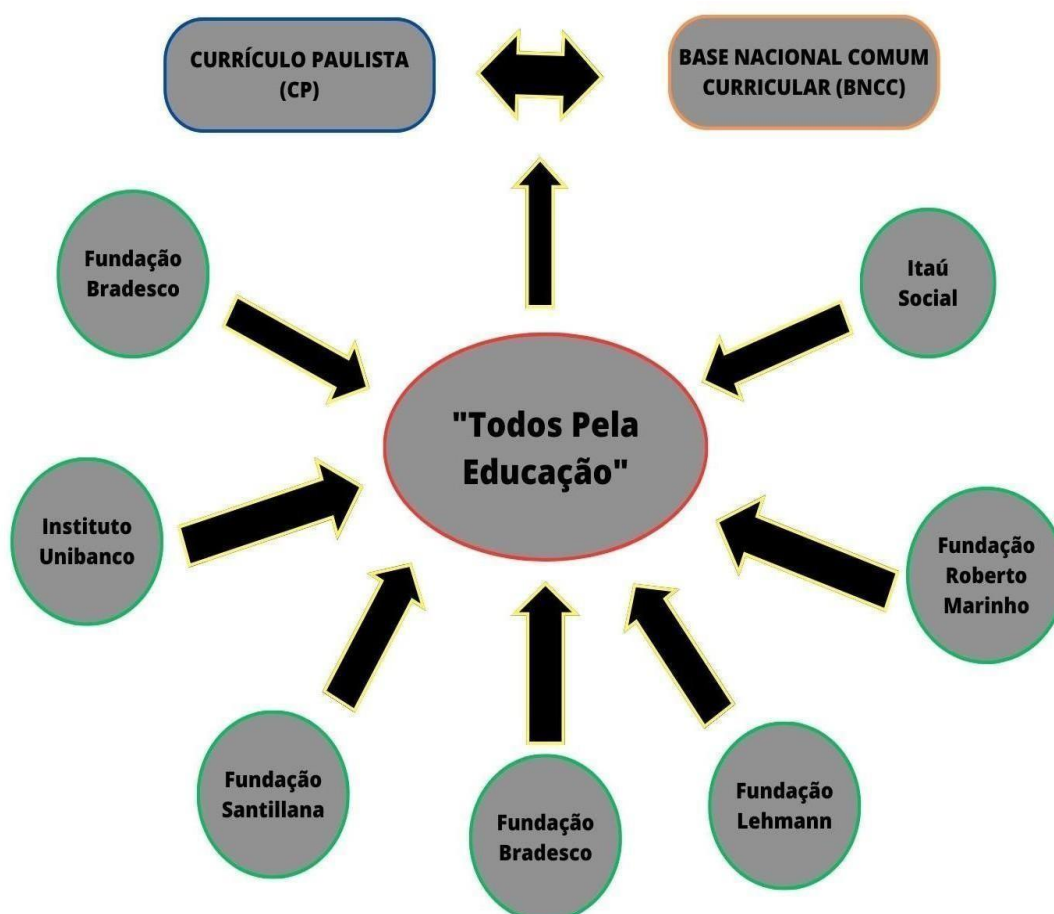 CURRÍCULO PAULISTA
(CP)
BASE NACIONAL COMUM
CURRICULAR (BNCC)
Fundação
Bradesco
Itaú
Social
"Todos Pela
Educação"
Instituto
Unibanco
Fundação
Roberto
Marinho
Fundação
Santillana
Fundação
Bradesco
Fundação
Lehmann